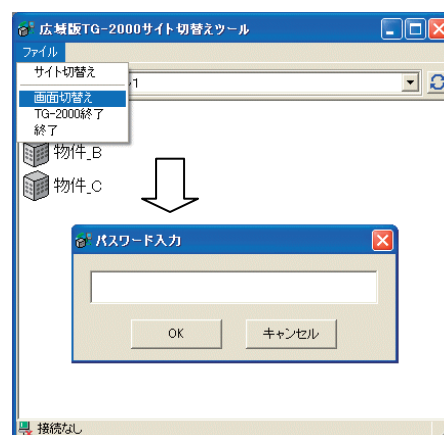 広域版TG-2000サイト切替えツール
ファイル
サイト切替え
1
画面切替え
TG-2000終了
終了
物件_B
物件_C
パスワード入力
OK
キャンセル
接続なし